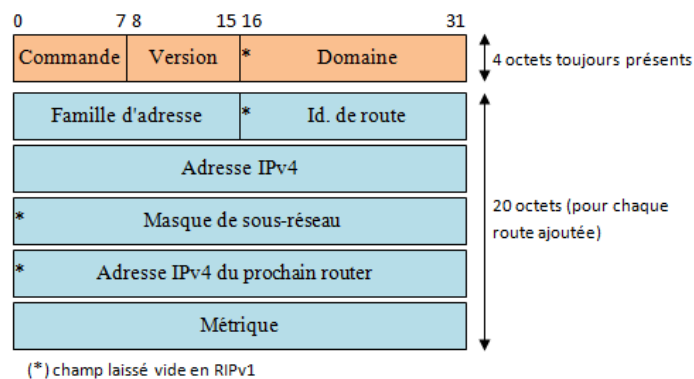 0 7 8 15 16 31
Commande Version * Domaine
4 octets toujours présents
Famille d'adresse * Id. de route
Adresse IPv4
* Masque de sous-réseau
20 octets (pour chaque
route ajoutée)
* Adresse IPv4 du prochain router
Métrique
(*) champ laissé vide en RIPv1